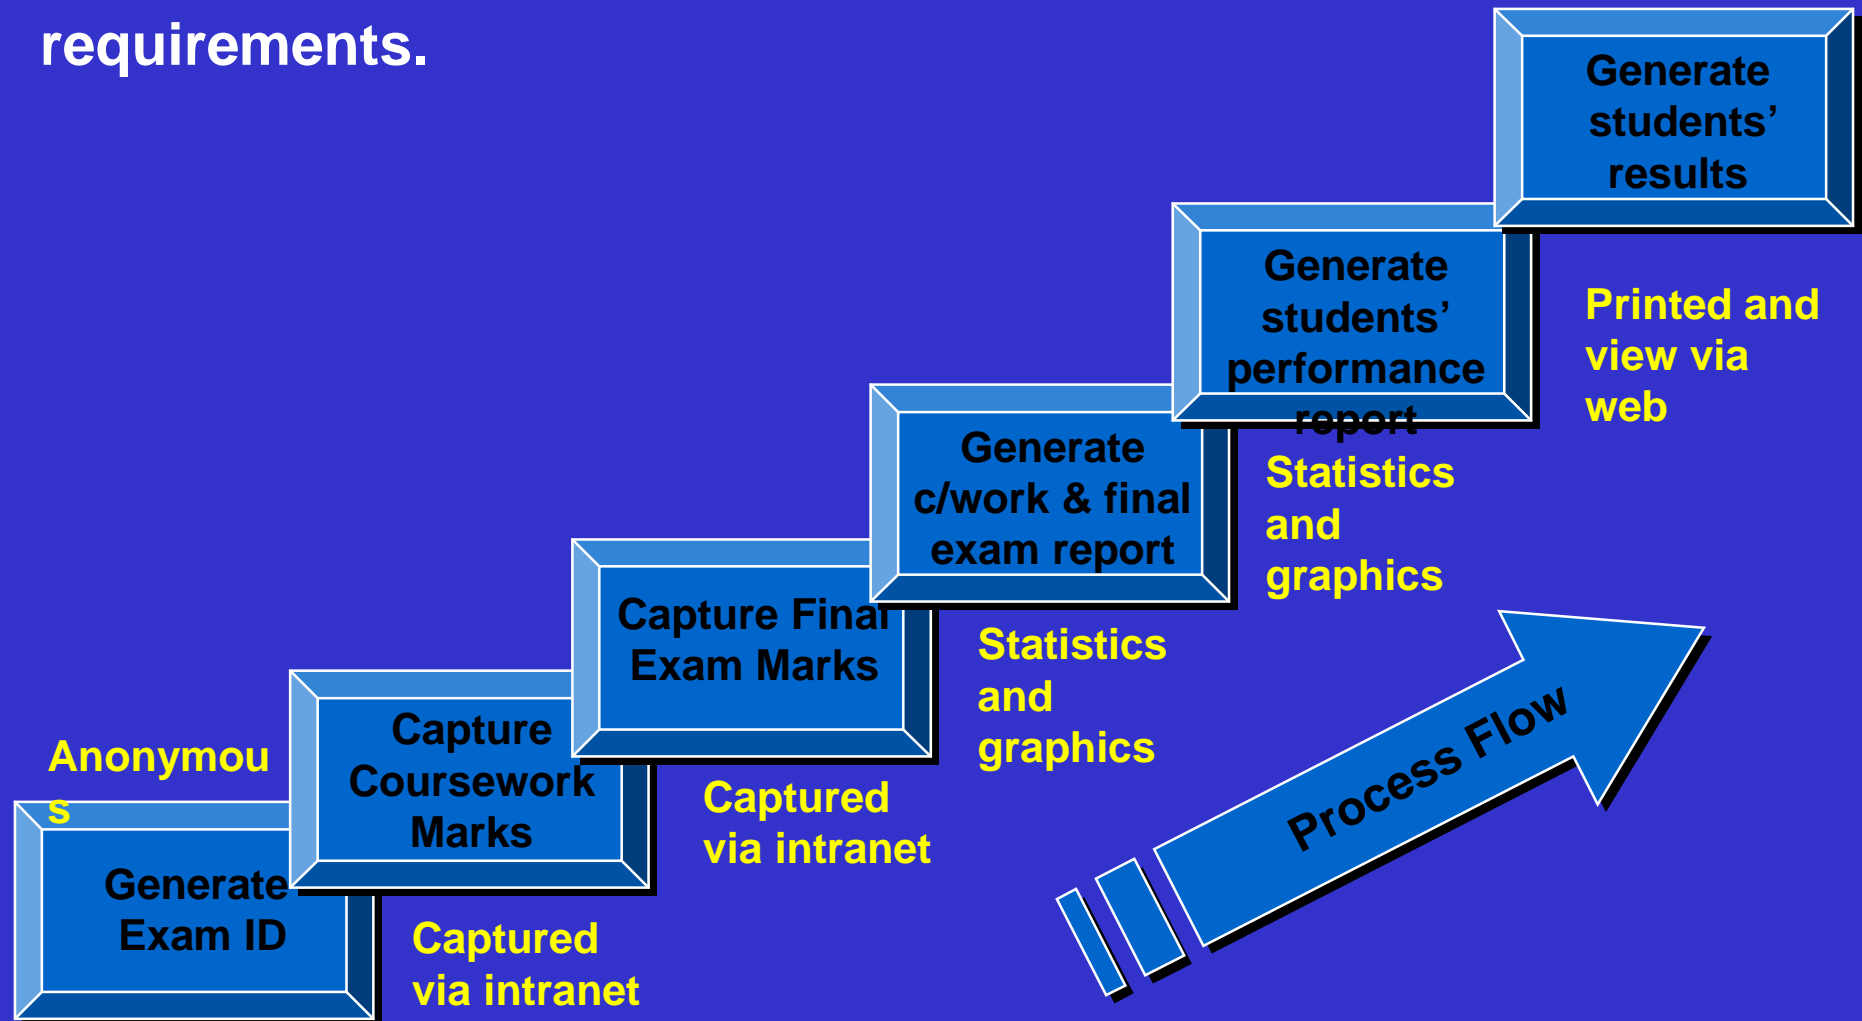 requirements.
Generate
students’
results
Printed and
view via
web
Generate
students’
performance
report
Statistics
and
graphics
Generate
c/work & final
exam report
Statistics
and
graphics
Capture Final
Exam Marks
Captured
via intranet
Capture
Coursework
Marks
Captured
via intranet
Anonymou
s
Generate
Exam ID
Process Flow